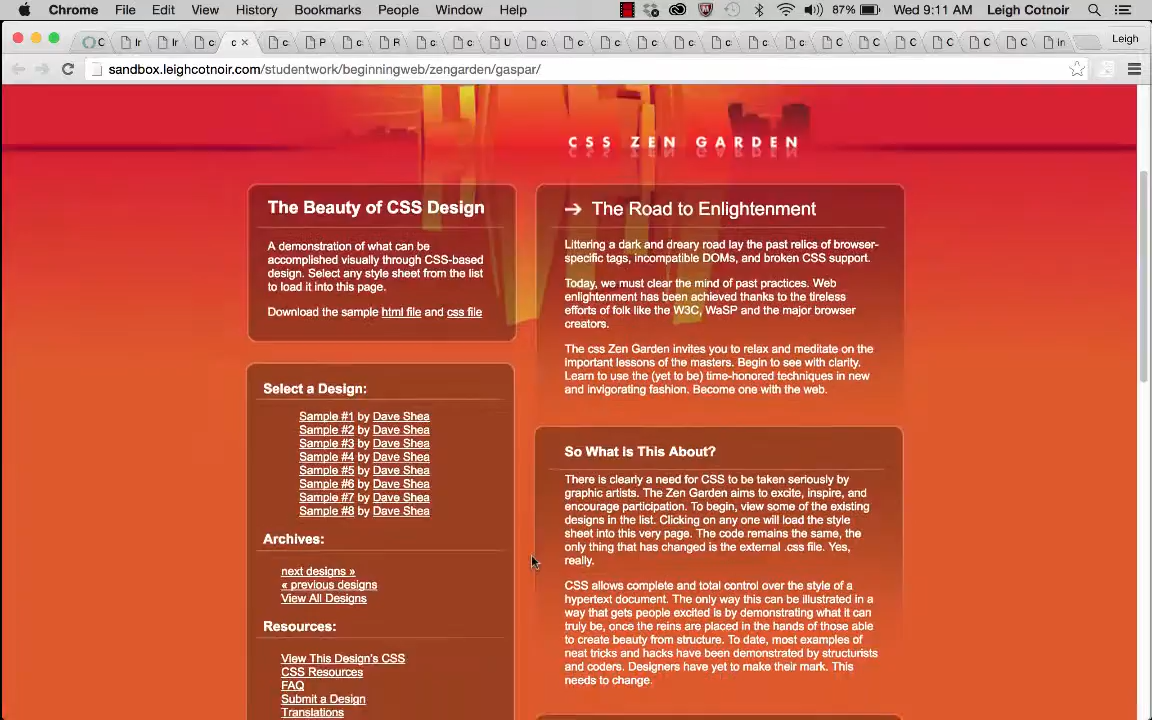 Chrome File Edit View History Bookmarks People Window Help 87% Wed 9:11 AM Leigh Cotnoir
C Ir Ir c c c P c R c c U c c c c c c c c C C C C C C in Leigh
sandbox.leighcotnoir.com/studentwork/beginningweb/zengarden/gaspar/
CSS ZEN GARDEN
The Beauty of CSS Design
A demonstration of what can be
accomplished visually through CSS-based
design. Select any style sheet from the list
to load it into this page.
Download the sample html file and css file
Select a Design:
Sample #1 by Dave Shea
Sample #2 by Dave Shea
Sample #3 by Dave Shea
Sample #4 by Dave Shea
Sample #5 by Dave Shea
Sample #6 by Dave Shea
Sample #7 by Dave Shea
Sample #8 by Dave Shea
Archives:
next designs »
« previous designs
View All Designs
Resources:
View This Design's CSS
CSS Resources
FAQ
Submit a Design
Translations
➔ The Road to Enlightenment
Littering a dark and dreary road lay the past relics of browser-
specific tags, incompatible DOMs, and broken CSS support.
Today, we must clear the mind of past practices. Web
enlightenment has been achieved thanks to the tireless
efforts of folk like the W3C, WaSP and the major browser
creators.
The css Zen Garden invites you to relax and meditate on the
important lessons of the masters. Begin to see with clarity.
Learn to use the (yet to be) time-honored techniques in new
and invigorating fashion. Become one with the web.
So What is This About?
There is clearly a need for CSS to be taken seriously by
graphic artists. The Zen Garden aims to excite, inspire, and
encourage participation. To begin, view some of the existing
designs in the list. Clicking on any one will load the style
sheet into this very page. The code remains the same, the
only thing that has changed is the external .css file. Yes,
really.
CSS allows complete and total control over the style of a
hypertext document. The only way this can be illustrated in a
way that gets people excited is by demonstrating what it can
truly be, once the reins are placed in the hands of those able
to create beauty from structure. To date, most examples of
neat tricks and hacks have been demonstrated by structurists
and coders. Designers have yet to make their mark. This
needs to change.